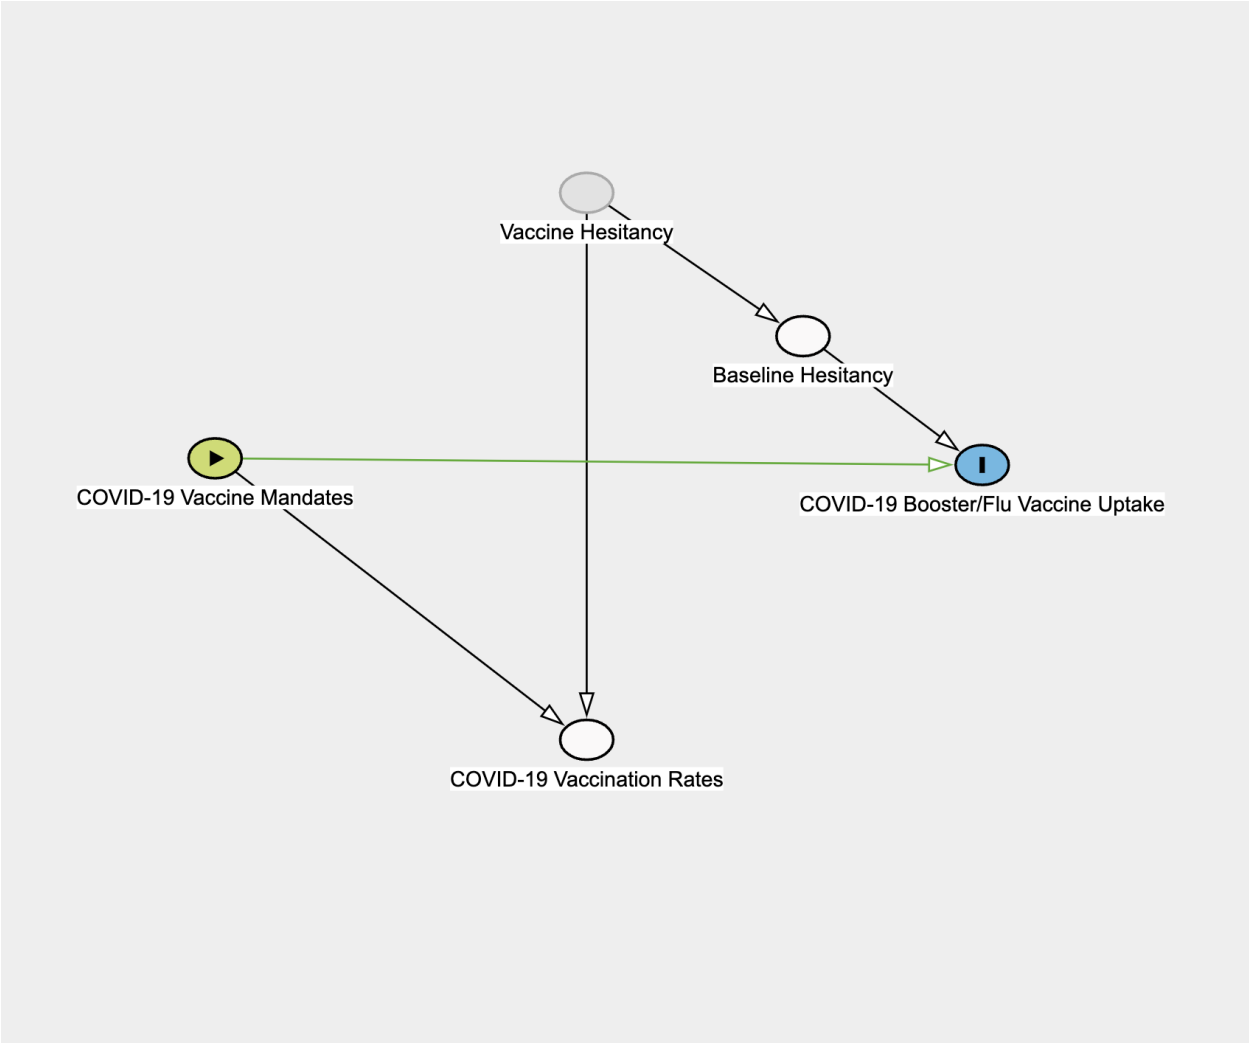 Vaccine Hesitancy
Baseline Hesitancy
COVID-19 Vaccine Mandates
COVID-19 Booster/Flu Vaccine Uptake
COVID-19 Vaccination Rates